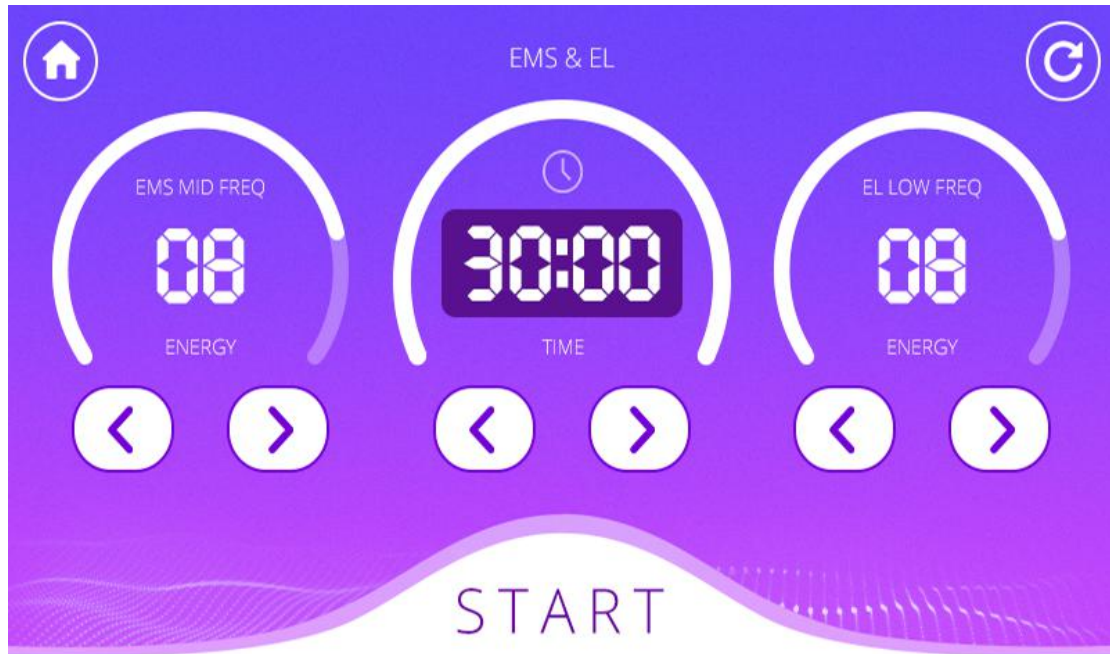 EMS & EL
EMS MID FREQ
08
ENERGY
30:00
TIME
EL LOW FREQ
08
ENERGY
START